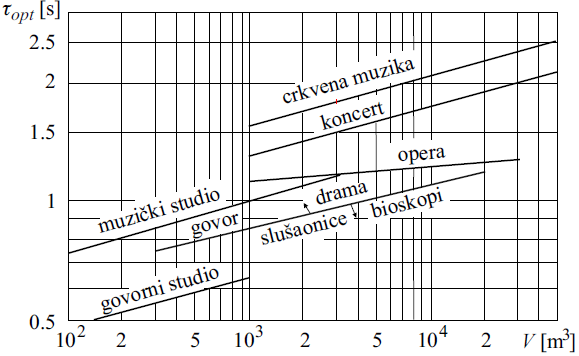 τopt [s]
2.5
2
1.5
1
0.5
crkvena muzika
koncert
opera
muzički studio
drama
govor
slušaonice
bioskopi
govorni studio
10² 2 5 10³ 2 5 10⁴ 2 V [m³]